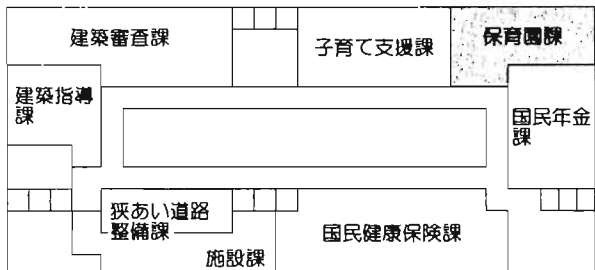 建築審査課
子育て支援課
保育園課
建築指導
課
国民年金
課
狭あい道路
整備課
施設課
国民健康保険課